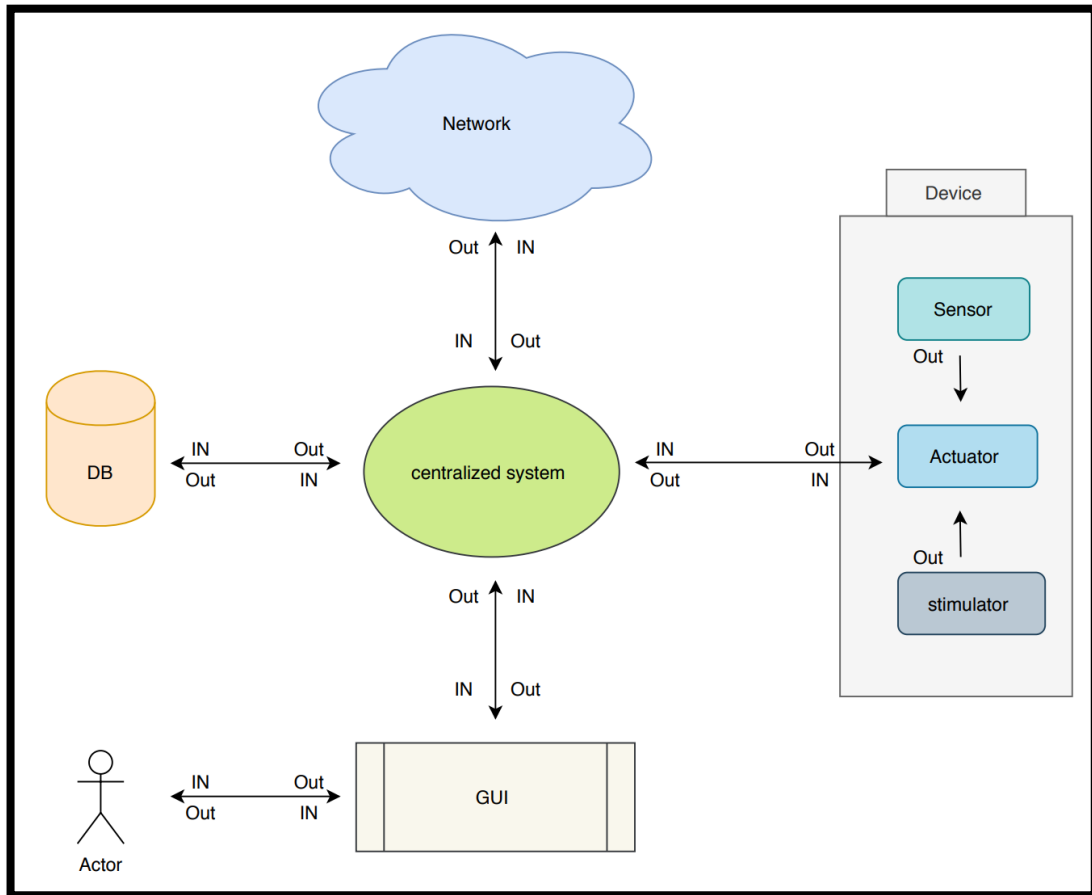 Network
Device
Out IN
Sensor
IN Out
Out
DB
IN Out
Out IN
centralized system
IN Out
Out IN
Actuator
Out
stimulator
Out IN
IN Out
GUI
IN Out
Out IN
Actor